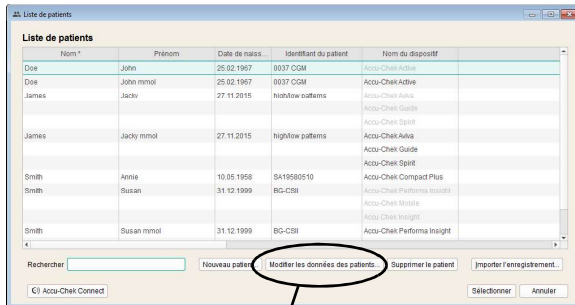 Liste de patients
Liste de patients
Nom * Prénom Date de naiss... Identifiant du patient Nom du dispositif
Doe John 25.02.1967 0037 CGM Accu-Chek Active
Doe John mmol 25.02.1967 0037 CGM Accu-Chek Active
James Jacky 27.11.2015 high/low patterns Accu-Chek Aviva
Accu-Chek Guide
Accu-Chek Spirit
James Jacky mmol 27.11.2015 high/low patterns Accu-Chek Aviva
Accu-Chek Guide
Accu-Chek Spirit
Smith Annie 10.05.1958 SA19580510 Accu-Chek Compact Plus
Smith Susan 31.12.1999 BG-CSII Accu-Chek Performa Insight
Accu-Chek Mobile
Accu-Chek Insight
Smith Susan mmol 31.12.1999 BG-CSII Accu-Chek Performa Insight
Rechercher Nouveau patient... Modifier les données des patients... Supprimer le patient Importer l'enregistrement...
Accu-Chek Connect Sélectionner Annuler